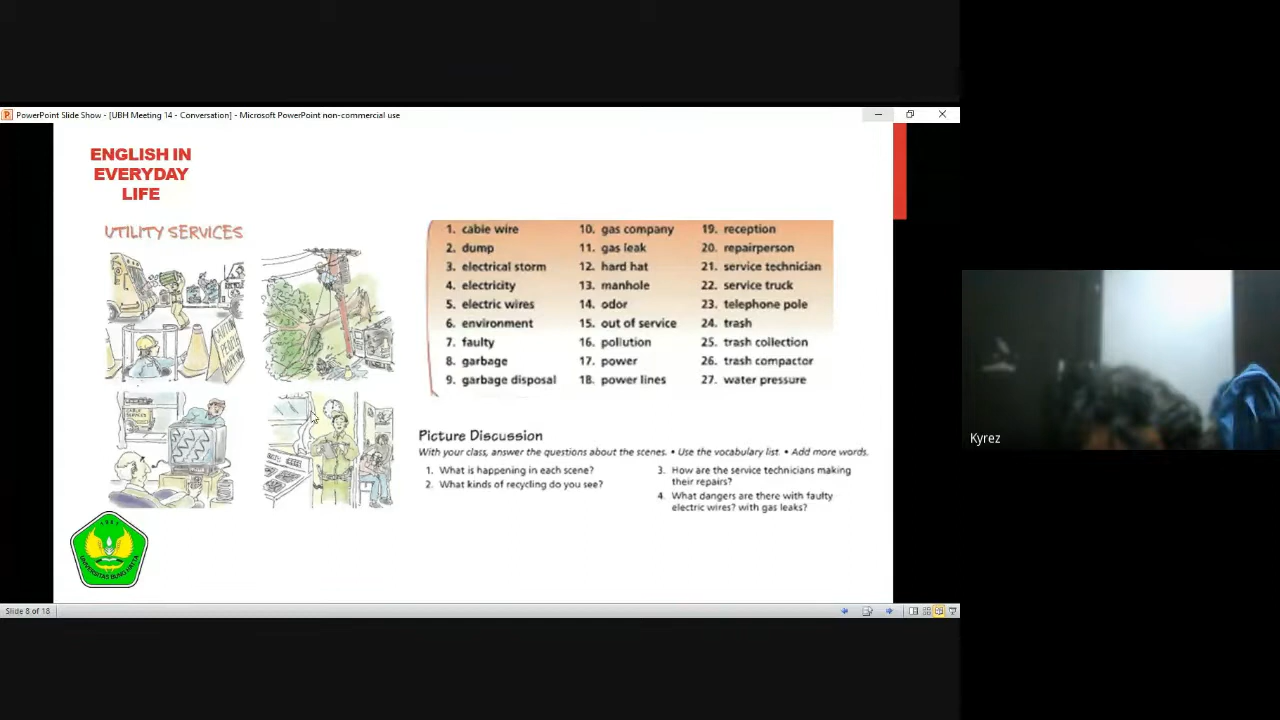 PowerPoint Slide Show - [UBH Meeting 14 - Conversation] - Microsoft PowerPoint non-commercial use
ENGLISH IN
EVERYDAY
LIFE
UTILITY SERVICES
1. cable wire
2. dump
3. electrical storm
4. electricity
5. electric wires
6. environment
7. faulty
8. garbage
9. garbage disposal
10. gas company
11. gas leak
12. hard hat
13. manhole
14. odor
15. out of service
16. pollution
17. power
18. power lines
19. reception
20. repairperson
21. service technician
22. service truck
23. telephone pole
24. trash
25. trash collection
26. trash compactor
27. water pressure
Picture Discussion
With your class, answer the questions about the scenes. • Use the vocabulary list. • Add more words.
1. What is happening in each scene?
2. What kinds of recycling do you see?
3. How are the service technicians making
their repairs?
4. What dangers are there with faulty
electric wires? with gas leaks?
UNIVERSITAS BUNG HATTA
Slide 8 of 18
Kyrez